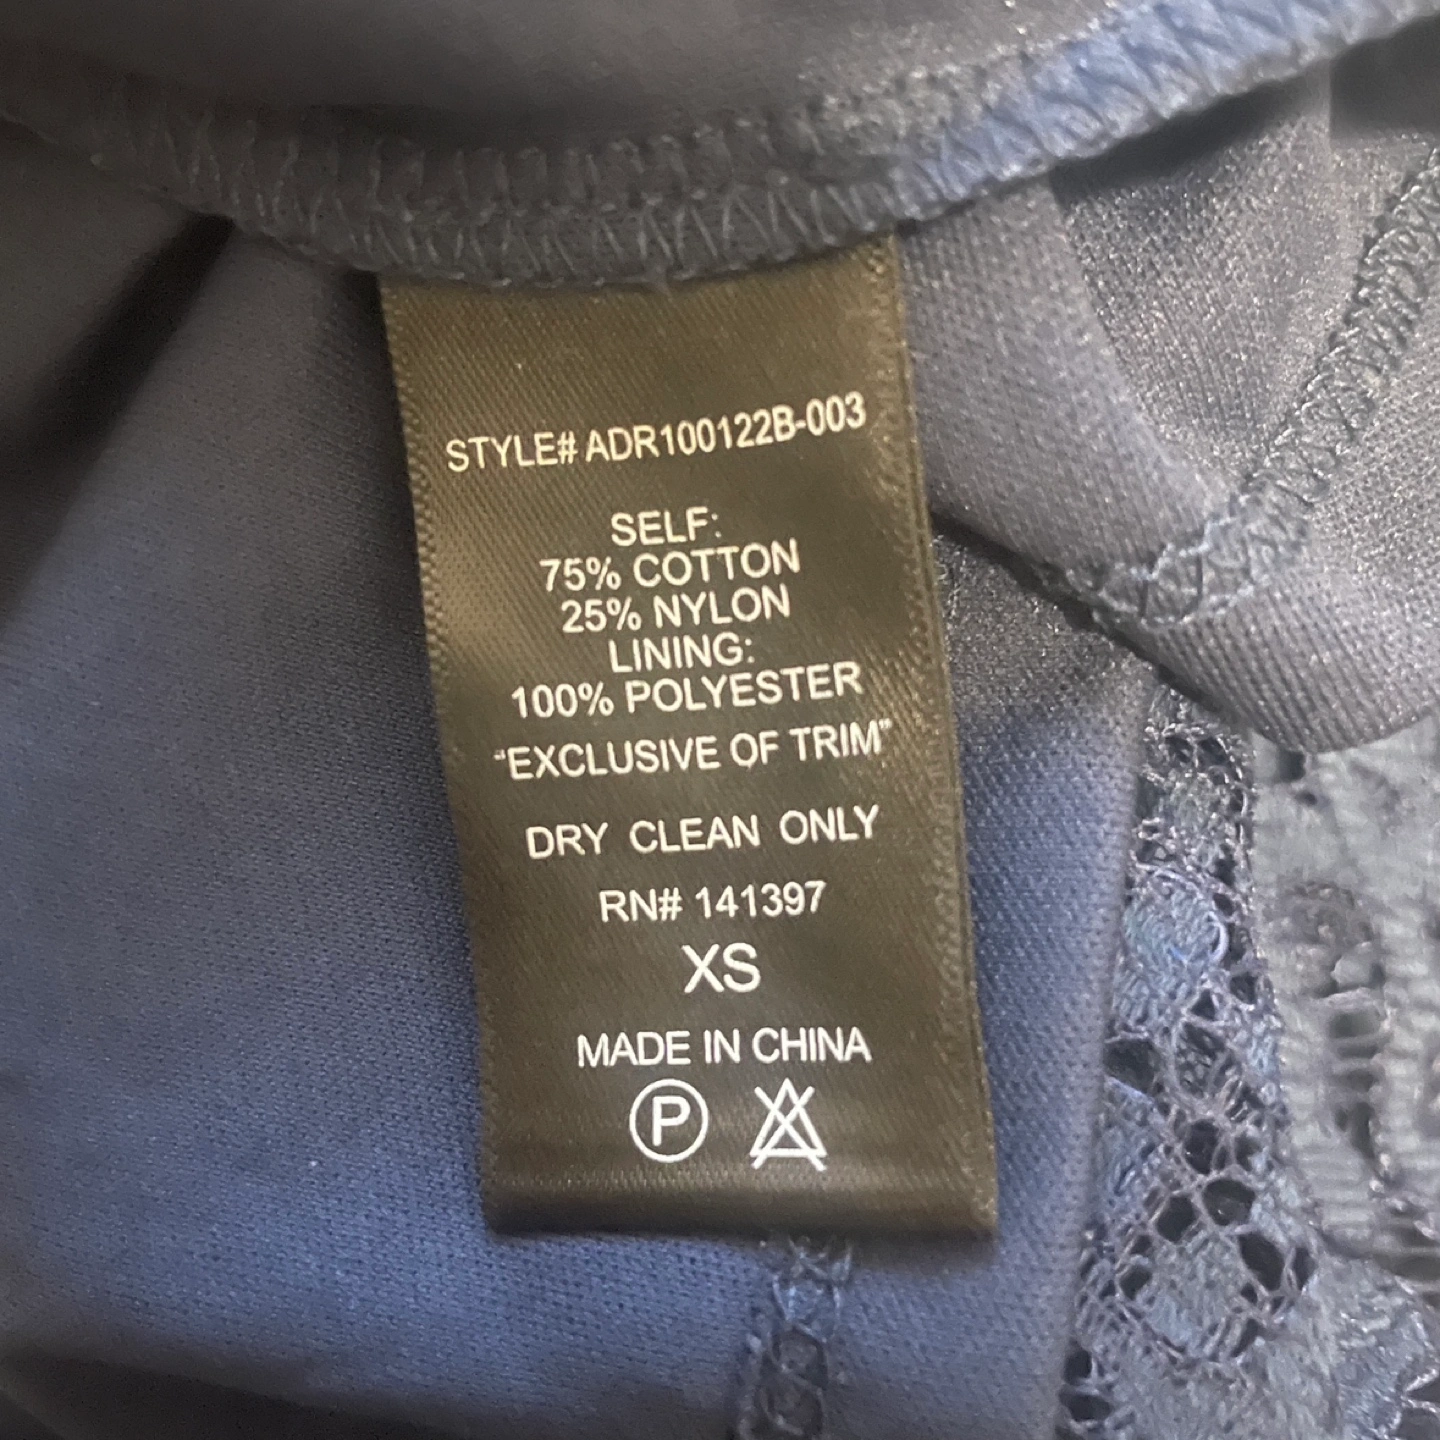 STYLE# ADR100122B-003
SELF:
75% COTTON
25% NYLON
LINING:
100% POLYESTER
"EXCLUSIVE OF TRIM"
DRY CLEAN ONLY
RN# 141397
XS
MADE IN CHINA
P